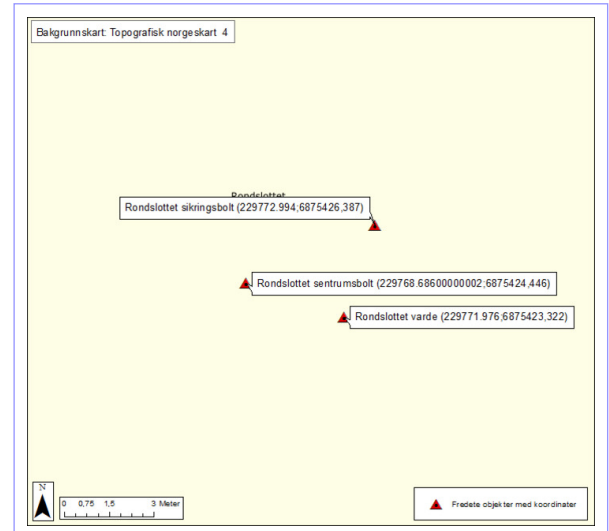 Bakgrunnskart: Topografisk norgeskart 4
Rondslottet
Rondslottet sikringsbolt (229772.994;6875426,387)
Rondslottet sentrumsbolt (229768.68600000002;6875424,446)
Rondslottet varde (229771.976;6875423,322)
N
0 0,75 1,5 3 Meter
Fredete objekter med koordinater